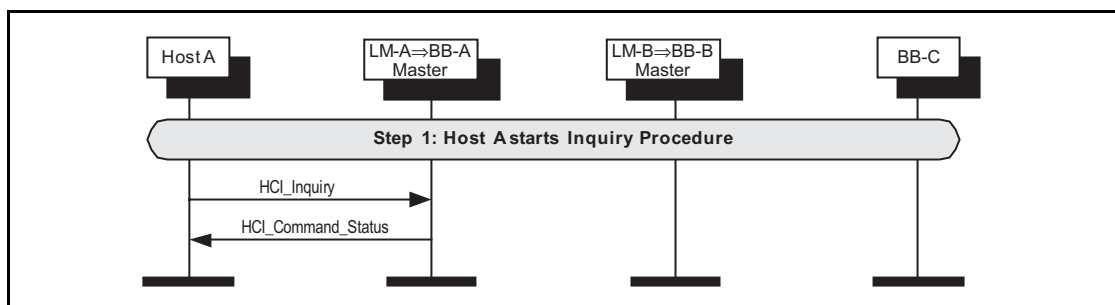 Host A
LM-A⇒BB-A
Master
LM-B⇒BB-B
Master
BB-C
Step 1: Host A starts Inquiry Procedure
HCI_Inquiry
HCI_Command_Status